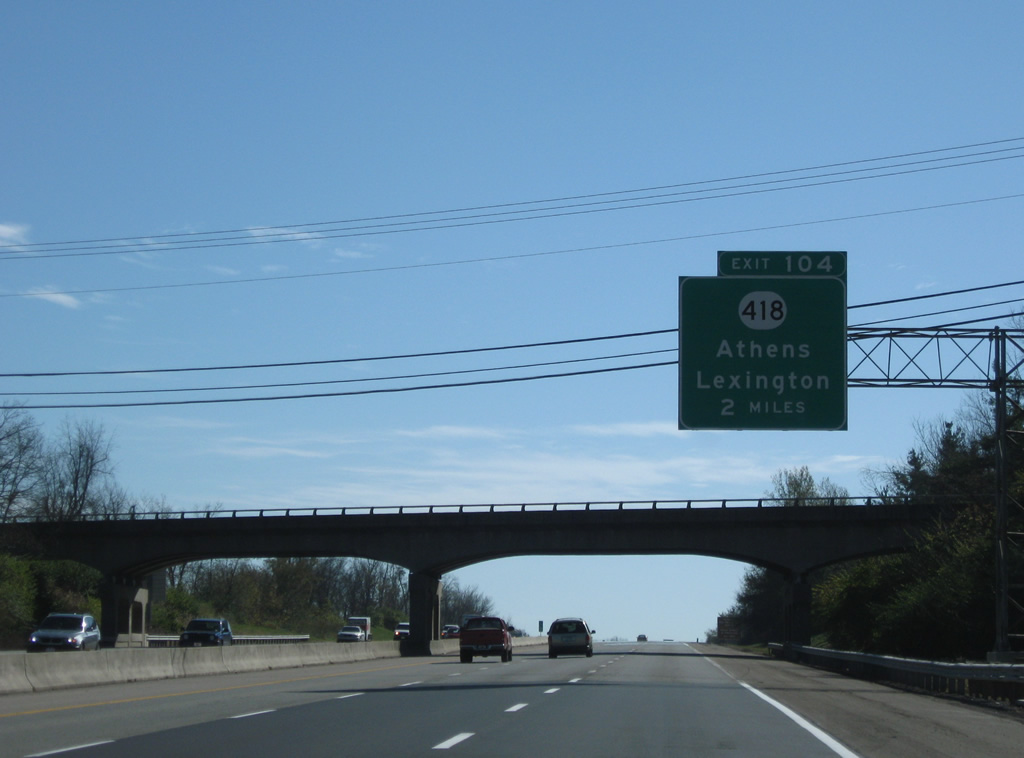 EXIT 104
418
Athens
Lexington
2 MILES